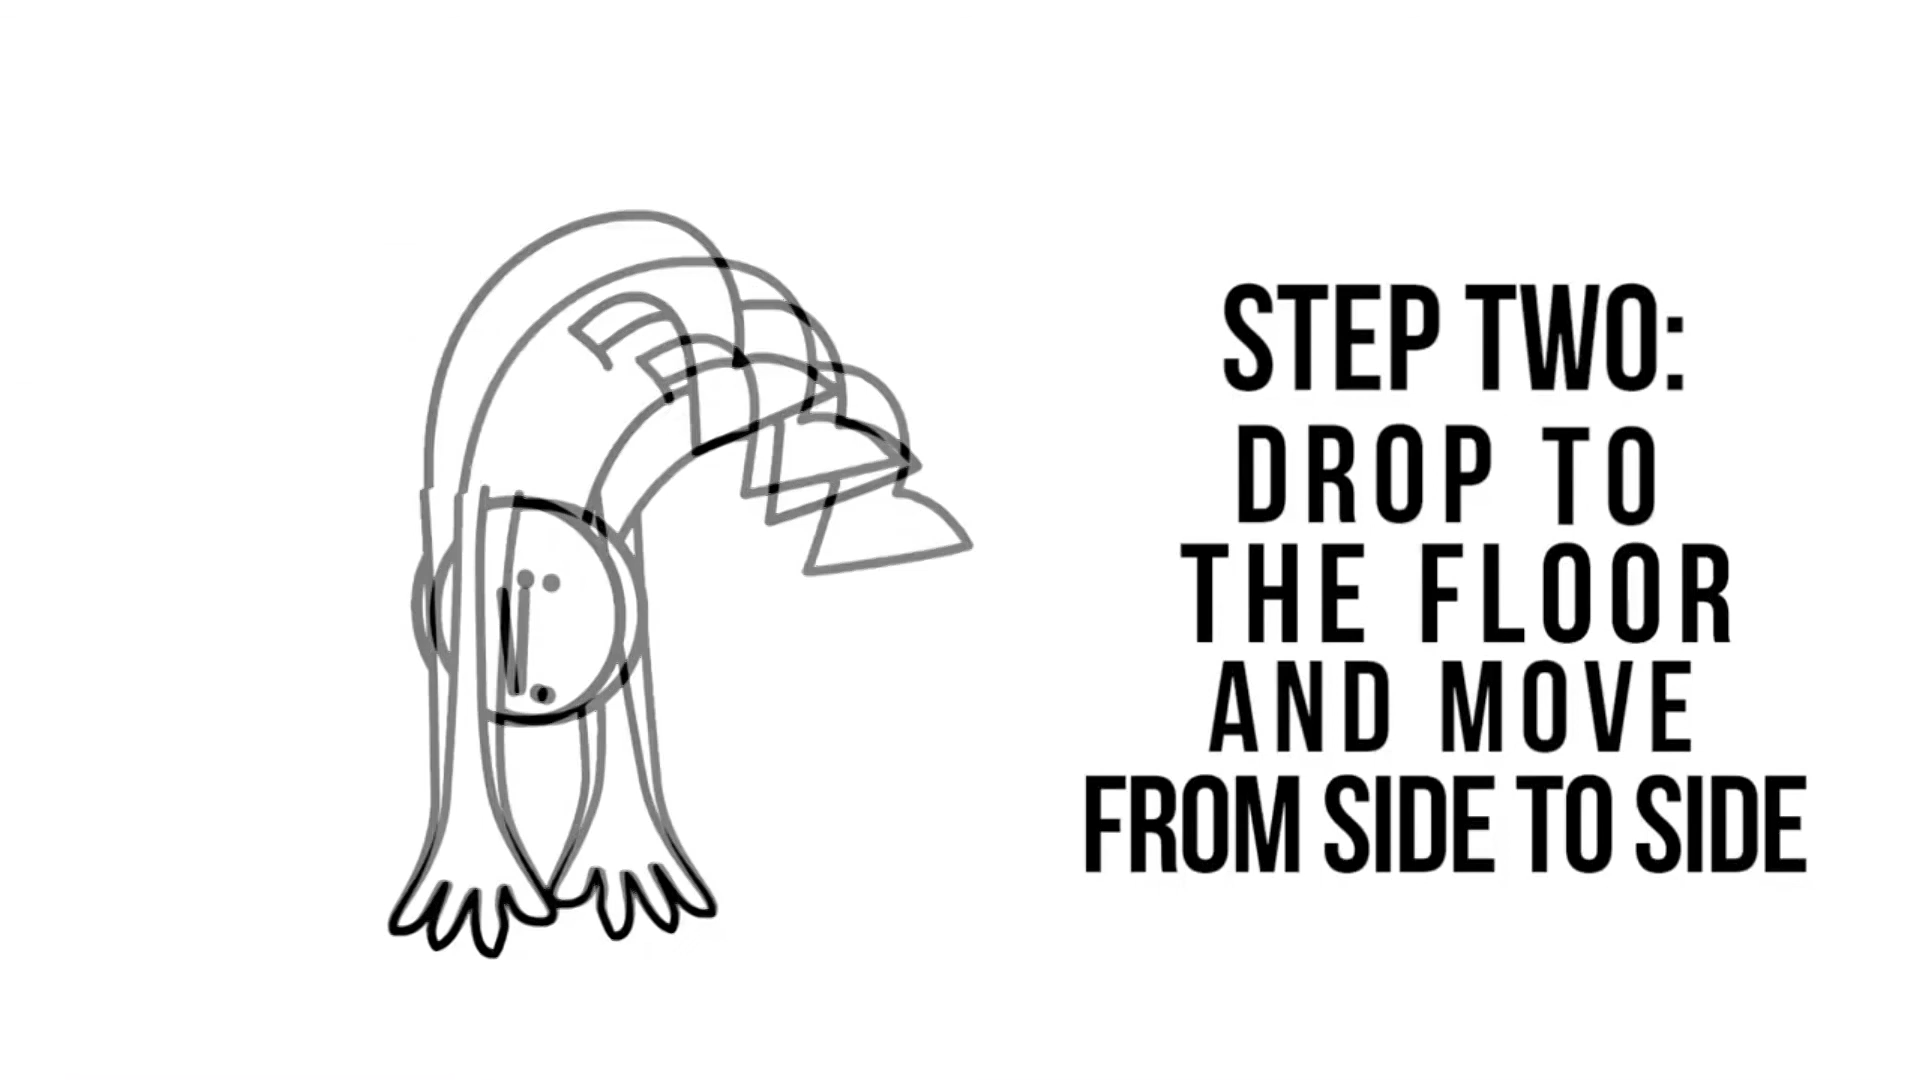 STEP TWO:
DROP TO
THE FLOOR
AND MOVE
FROM SIDE TO SIDE